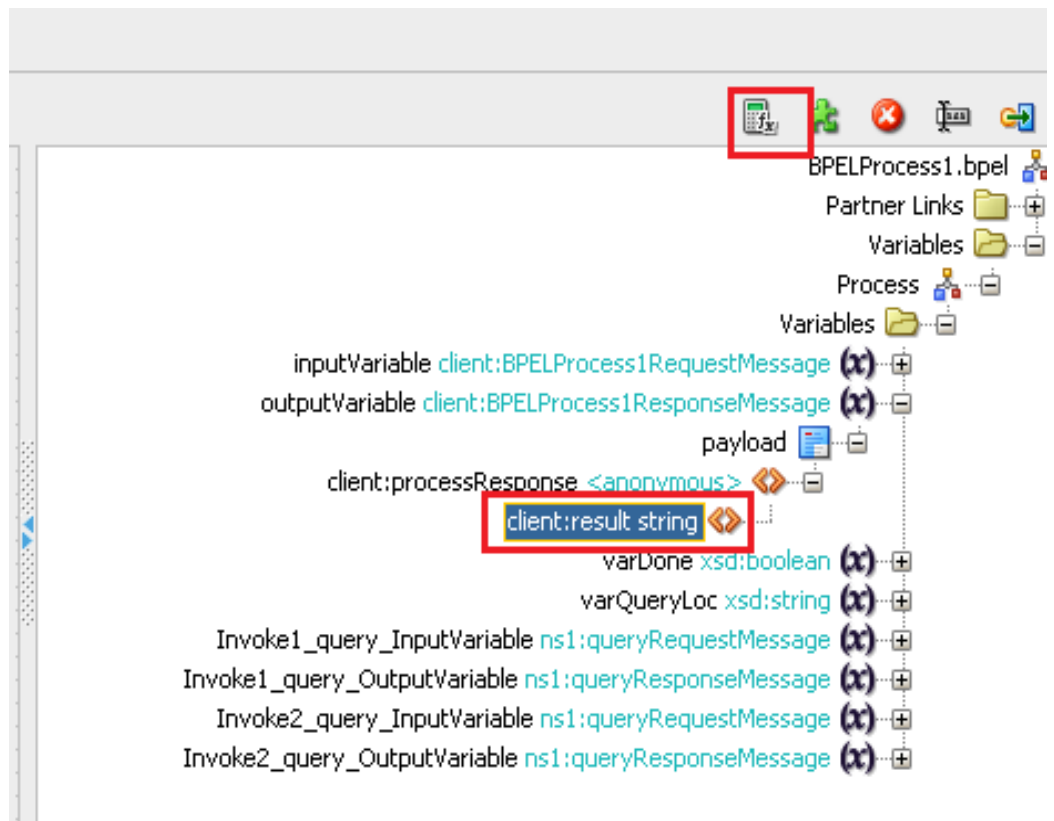 BPELProcess1.bpel
Partner Links
Variables
Process
Variables
inputVariable client:BPELProcess1RequestMessage (x)
outputVariable client:BPELProcess1ResponseMessage (x)
payload
client:processResponse <anonymous>
client:result string
varDone xsd:boolean (x)
varQueryLoc xsd:string (x)
Invoke1_query_InputVariable ns1:queryRequestMessage (x)
Invoke1_query_OutputVariable ns1:queryResponseMessage (x)
Invoke2_query_InputVariable ns1:queryRequestMessage (x)
Invoke2_query_OutputVariable ns1:queryResponseMessage (x)